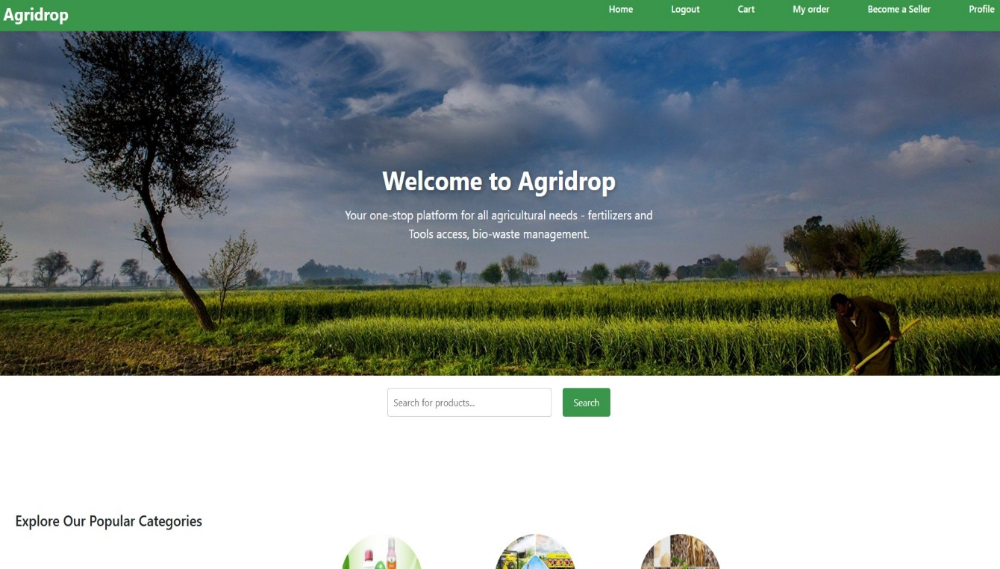 Agridrop
Home Logout Cart My order Become a Seller Profile
Welcome to Agridrop
Your one-stop platform for all agricultural needs - fertilizers and
Tools access, bio-waste management.
Search for products... Search
Explore Our Popular Categories